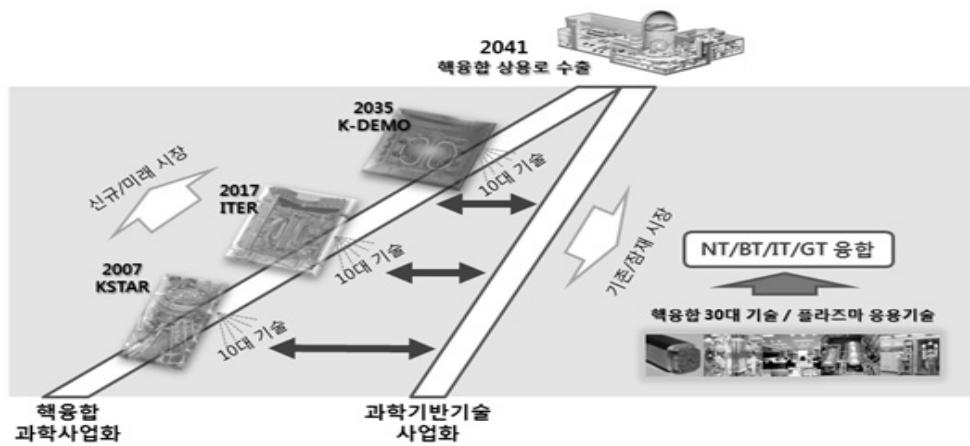 2041
핵융합 상용로 수출
2035
K-DEMO
10대 기술
신규/미래 시장
2017
ITER
10대 기술
기존/잠재 시장
NT/BT/IT/GT 융합
2007
KSTAR
10대 기술
핵융합 30대 기술 / 플라즈마 응용기술
핵융합
과학사업화
과학기반기술
사업화